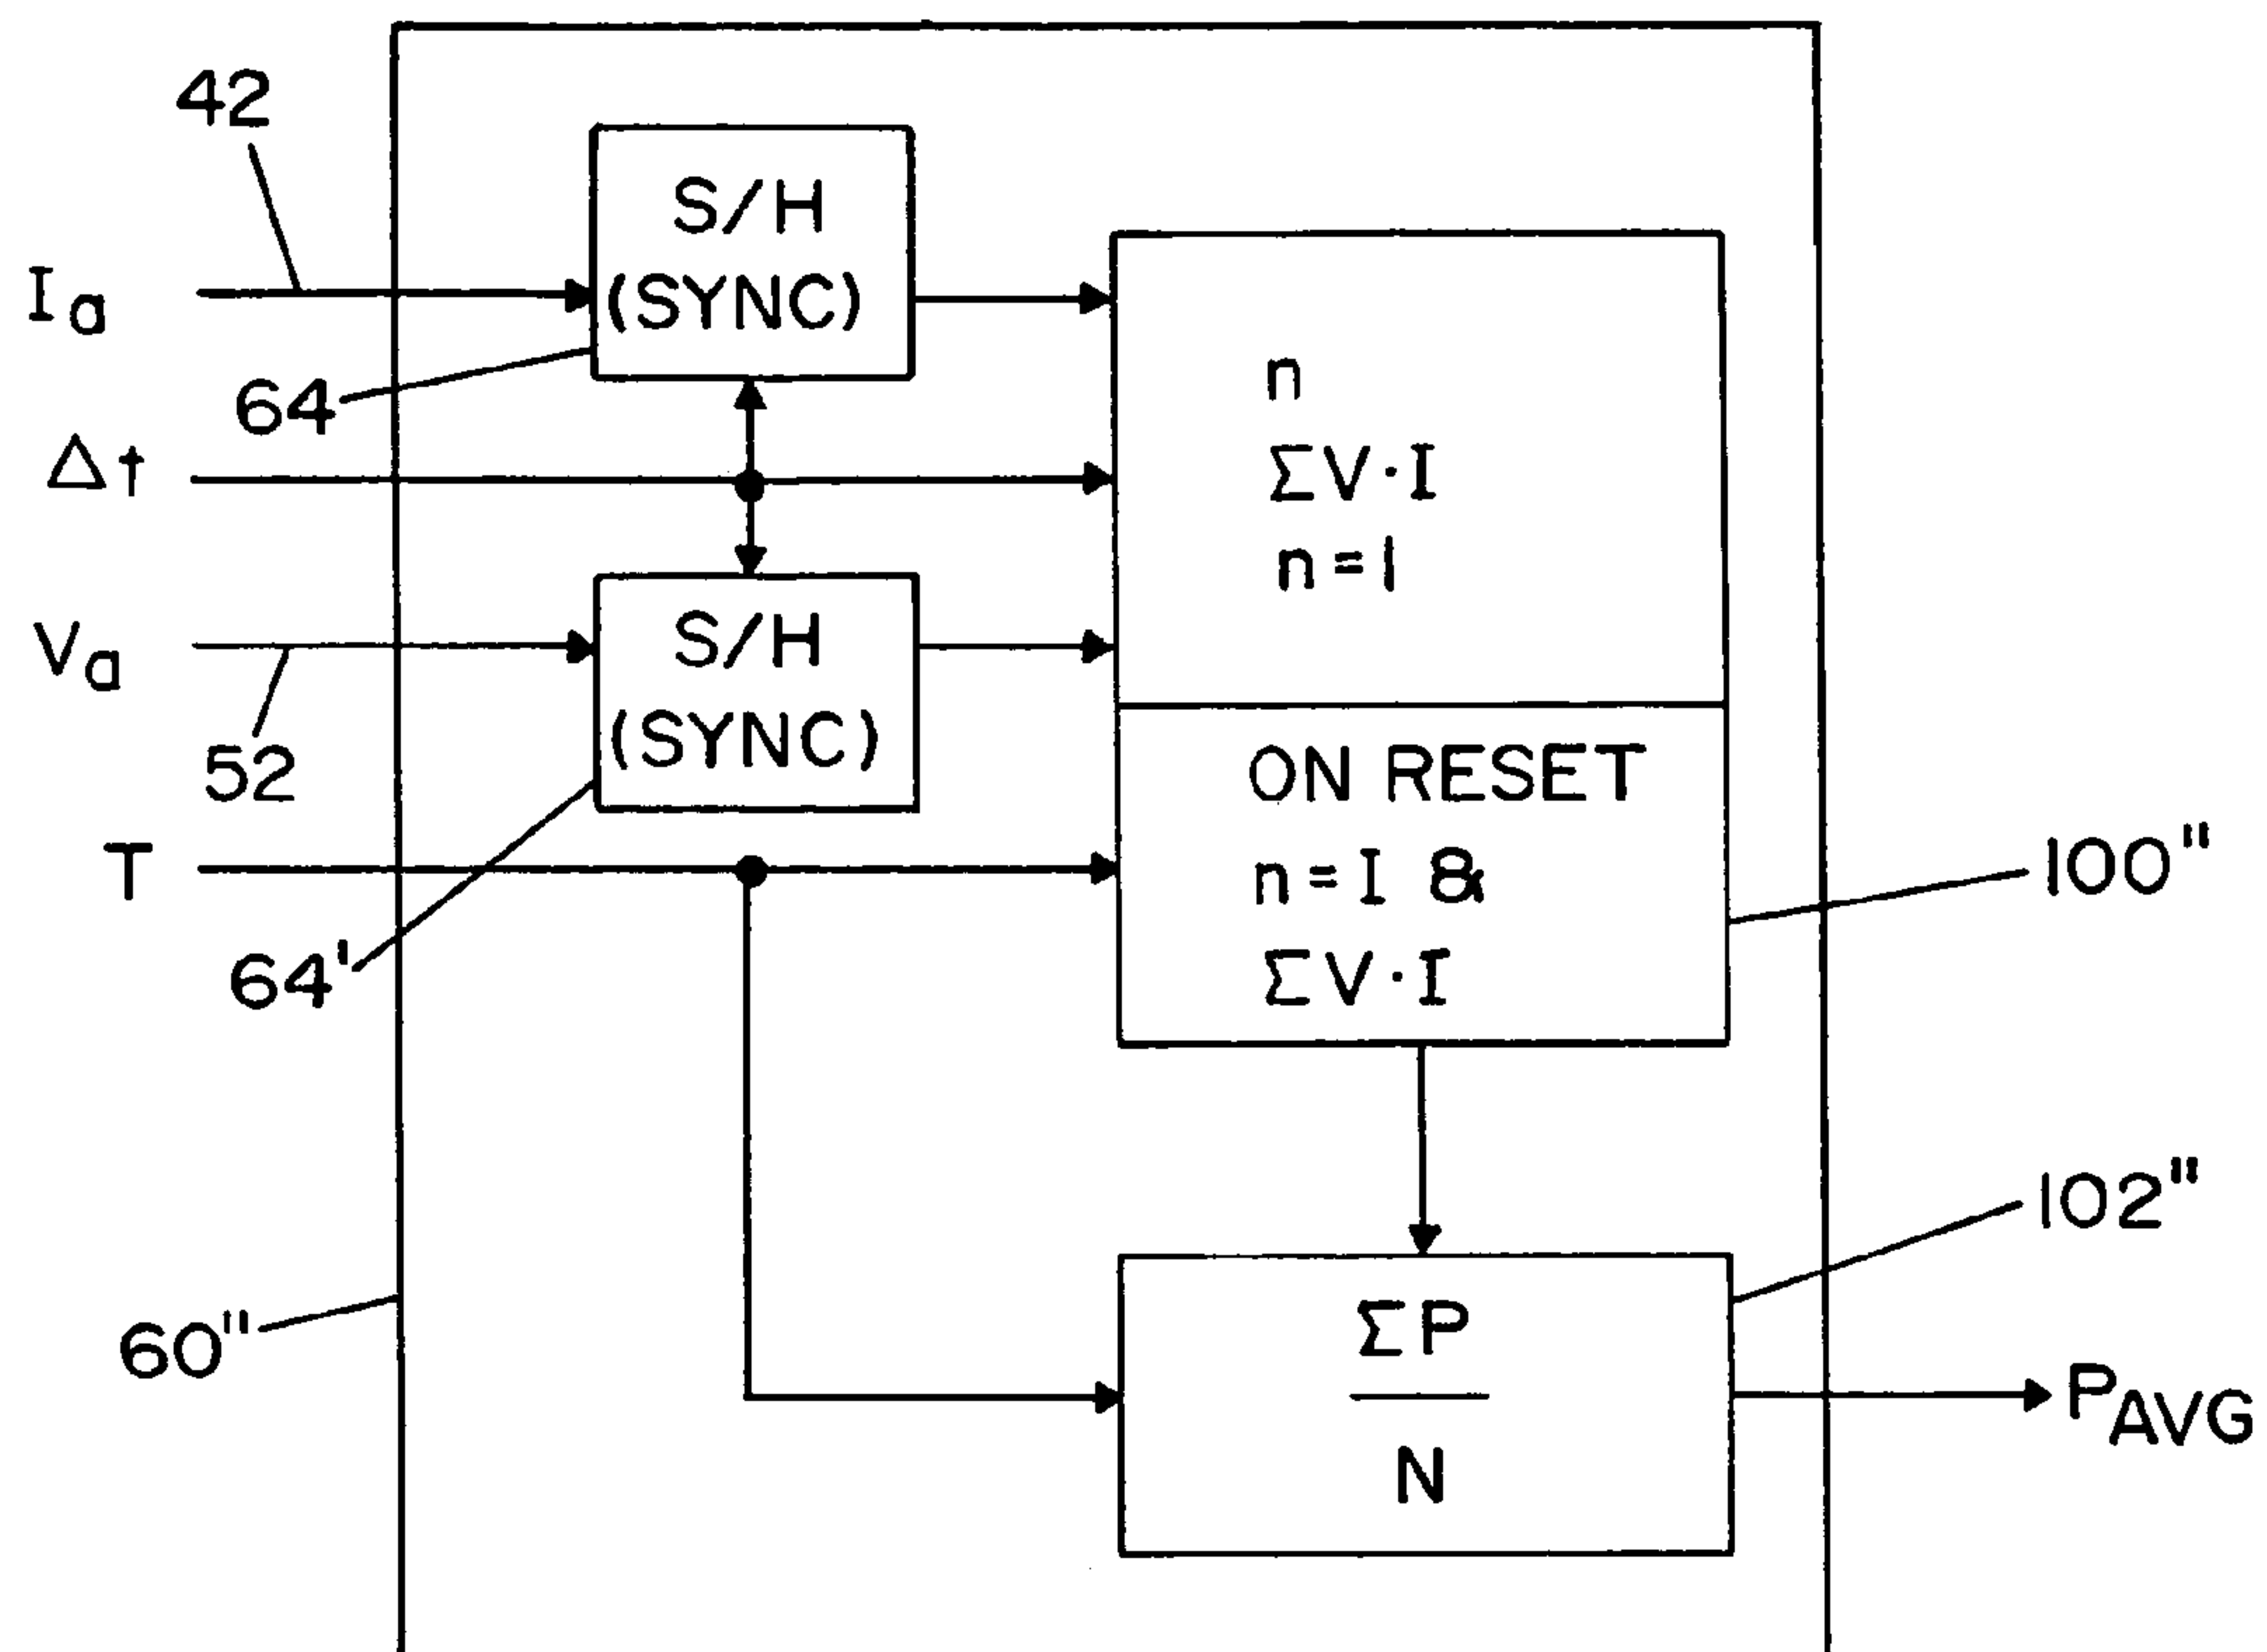 42
S/H
(SYNC)
Ia
64
Δt
n
ΣV·I
n=1
Va
S/H
(SYNC)
52
T
64'
ON RESET
n=I &
ΣV·I
100"
102"
60"
ΣP
N
PAVG